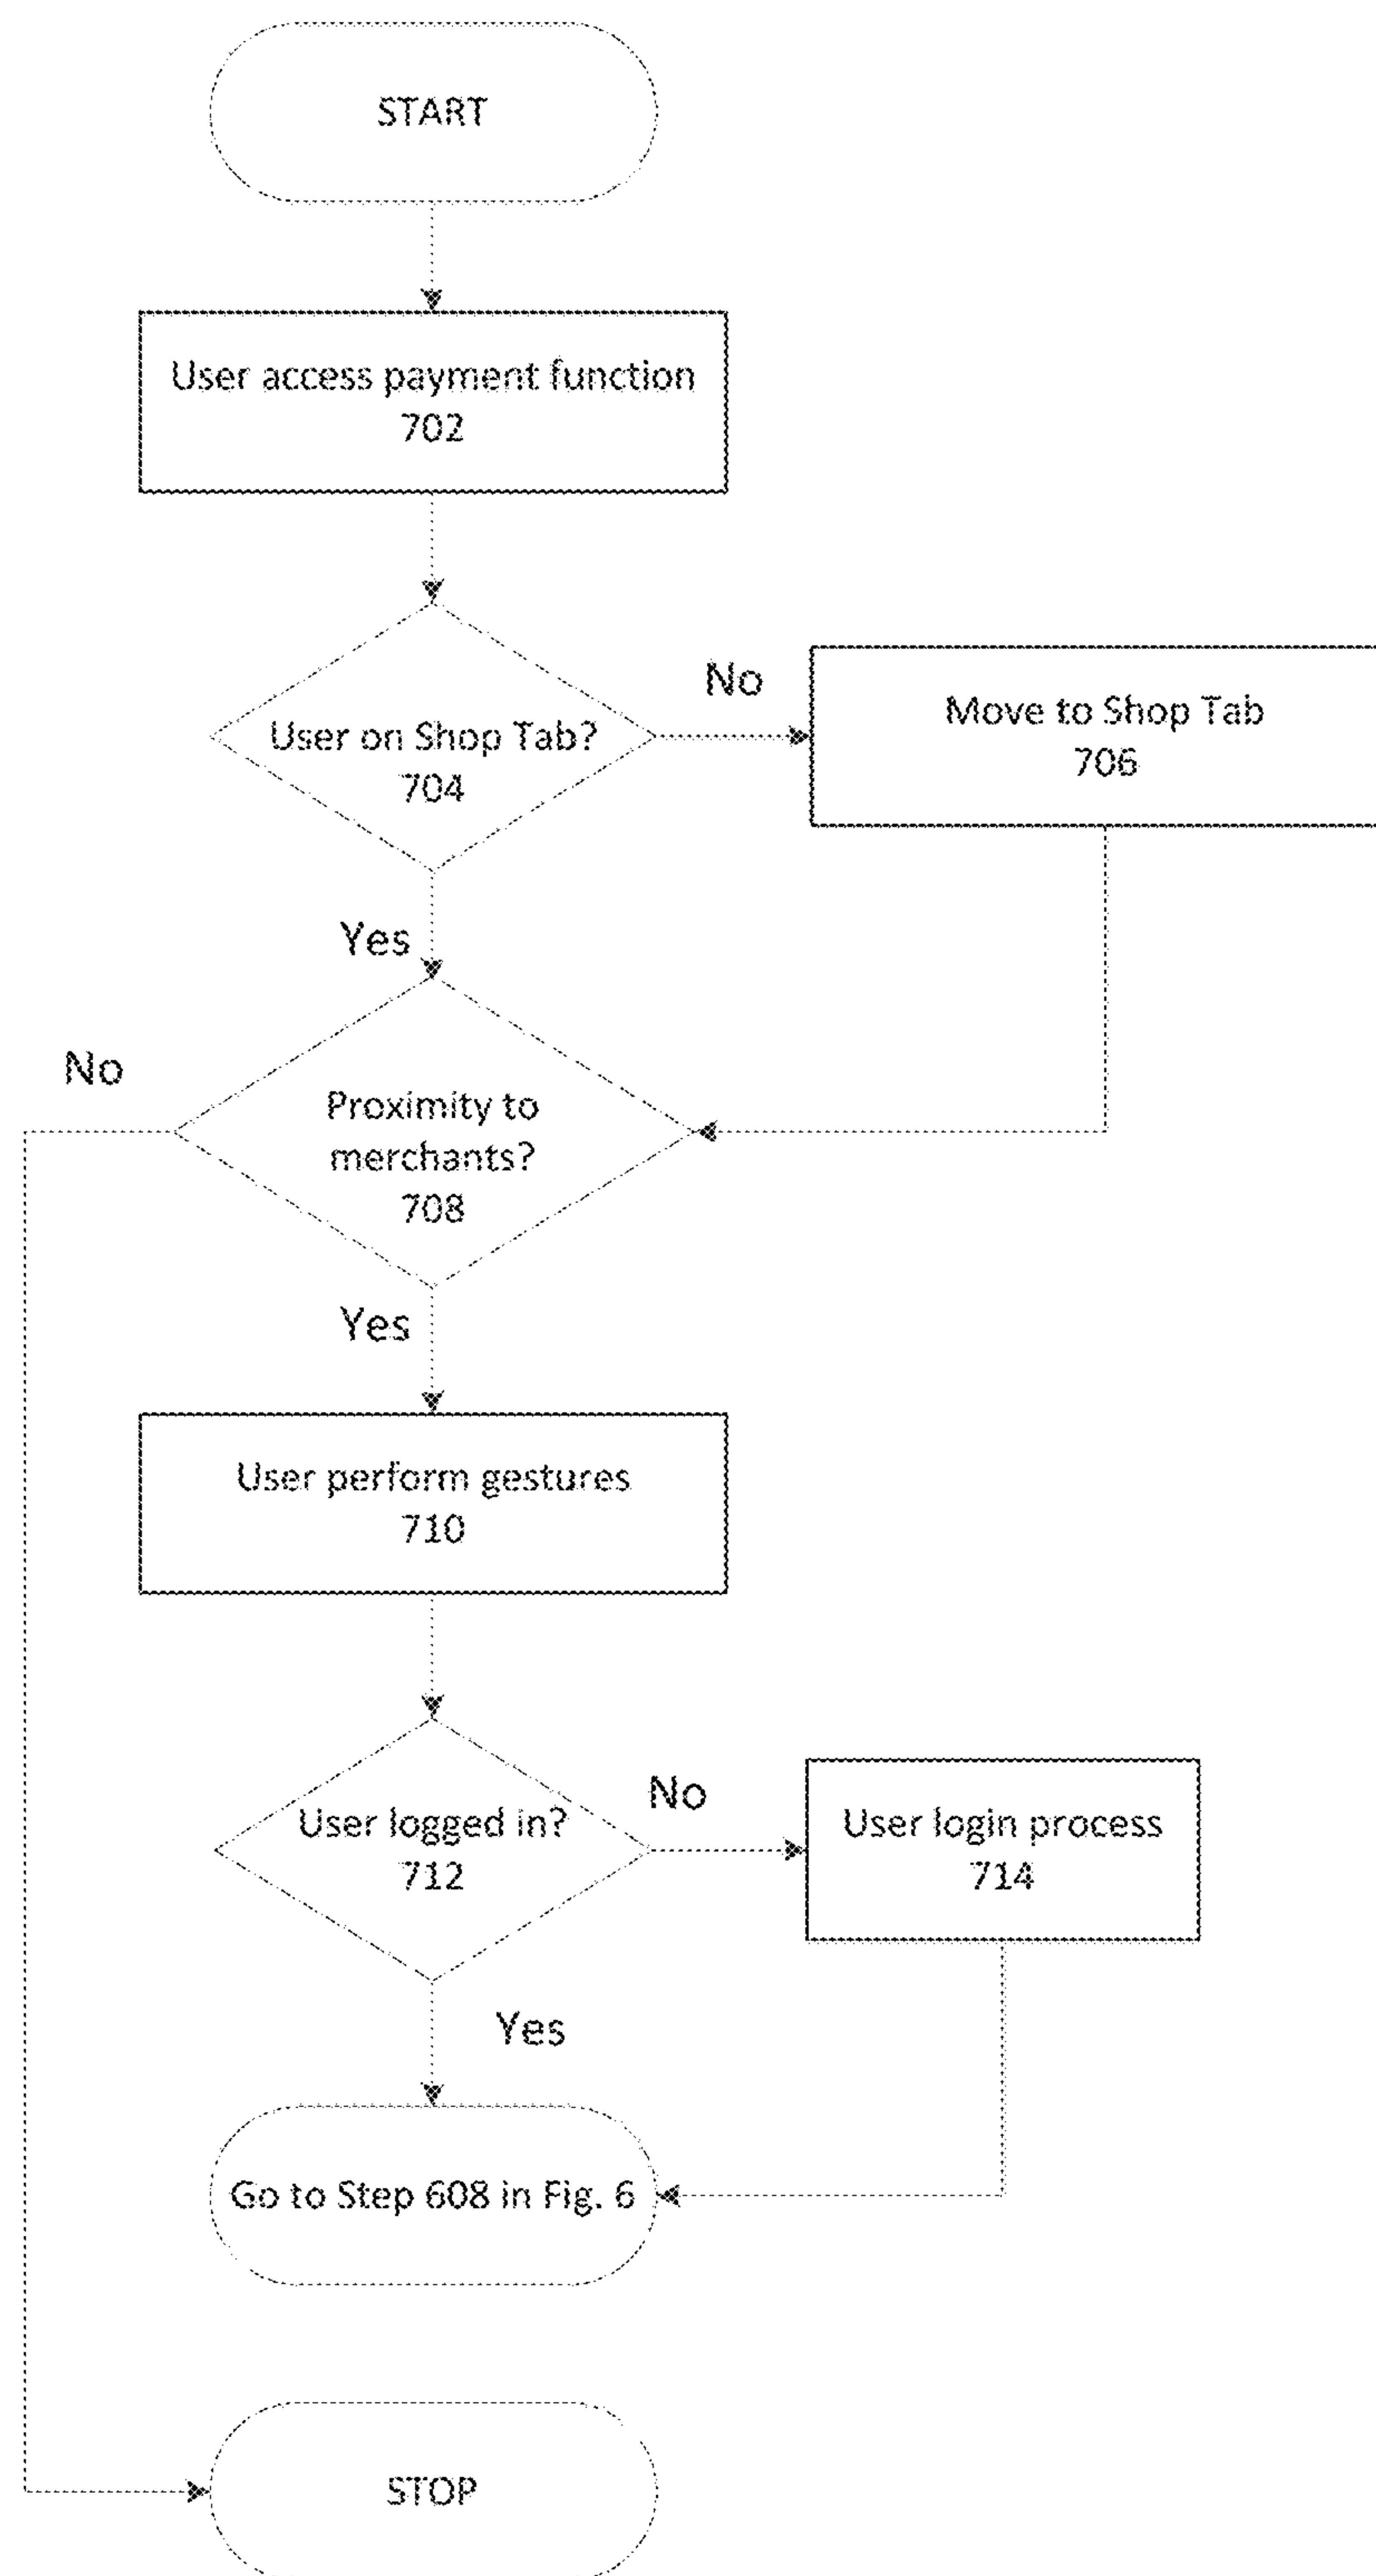 START
User access payment function
702
User on Shop Tab?
704
No
Move to Shop Tab
706
Yes
No
Proximity to
merchants?
708
Yes
User perform gestures
710
User logged in?
712
No
User login process
714
Yes
Go to Step 608 in Fig. 6
STOP